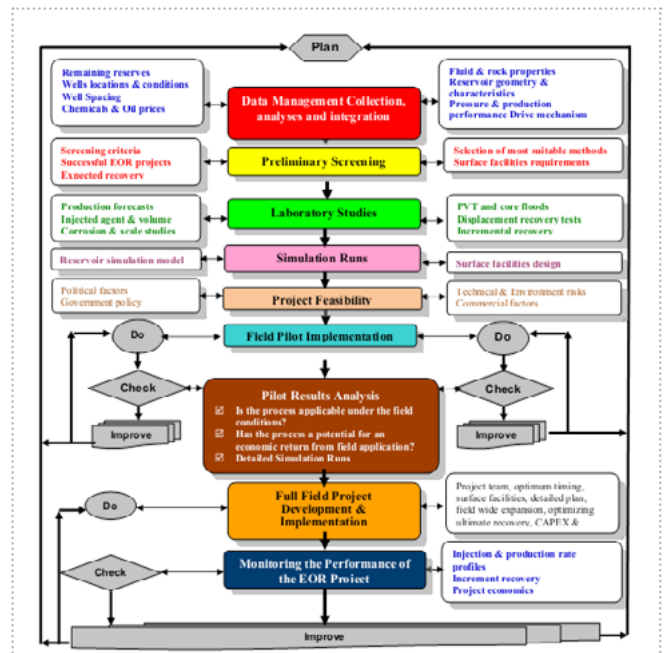 Plan
Remaining reserves
Wells locations & conditions
Well Spacing
Chemicals & Oil prices
Data Management Collection,
analyses and integration
Fluid & rock properties
Reservoir geometry &
characteristics
Pressure & production
performance Drive mechanism
Screening criteria
Successful EOR projects
Expected recovery
Preliminary Screening
Selection of most suitable methods
Surface facilities requirements
Production forecasts
Injected agent & volume
Corrosion & scale studies
Laboratory Studies
PVT and core floods
Displacement recovery tests
Incremental recovery
Reservoir simulation model
Simulation Runs
Surface facilities design
Political factors
Government policy
Project Feasibility
Technical & Environment risks
Commercial factors
Do
Field Pilot Implementation
Do
Check
Improve
Pilot Results Analysis
Is the process applicable under the field
conditions?
Has the process a potential for an
economic return from field application?
Detailed Simulation Runs
Check
Improve
Do
Full Field Project
Development &
Implementation
Project team, optimum timing,
surface facilities, detailed plan,
field wide expansion, optimizing
ultimate recovery, CAPEX &
Check
Monitoring the Performance of
the EOR Project
Injection & production rate
profiles
Increment recovery
Project economics
Improve